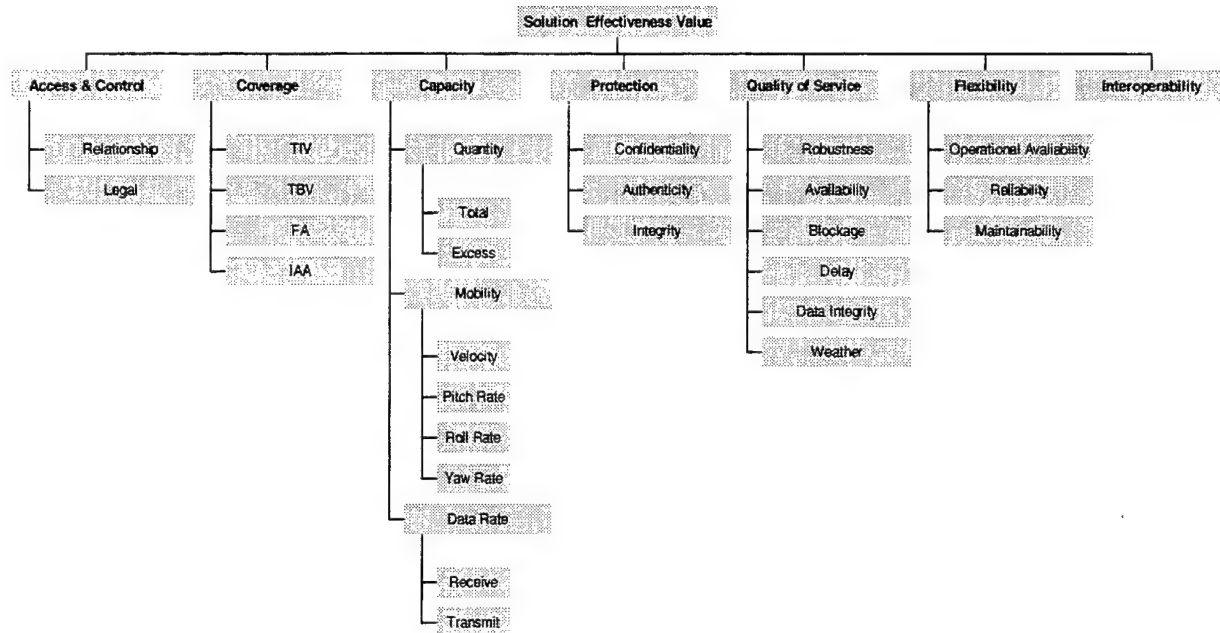 Solution Effectiveness Value
Access & Control
Coverage
Capacity
Protection
Quality of Service
Flexibility
Interoperability
Relationship
Legal
TIV
TBV
FA
IAA
Quantity
Total
Excess
Mobility
Velocity
Pitch Rate
Roll Rate
Yaw Rate
Data Rate
Receive
Transmit
Confidentiality
Authenticity
Integrity
Robustness
Availability
Blockage
Delay
Data Integrity
Weather
Operational Availability
Reliability
Maintainability